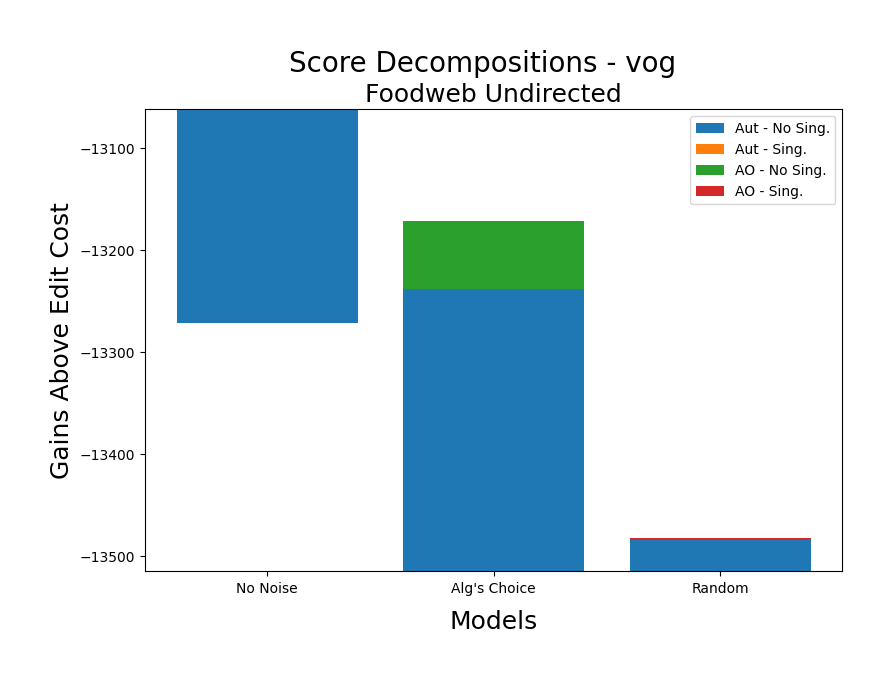 Score Decompositions - vog
Foodweb Undirected
Aut - No Sing.
Aut - Sing.
AO - No Sing.
AO - Sing.
Gains Above Edit Cost
−13100
−13200
−13300
−13400
−13500
No Noise
Alg's Choice
Random
Models